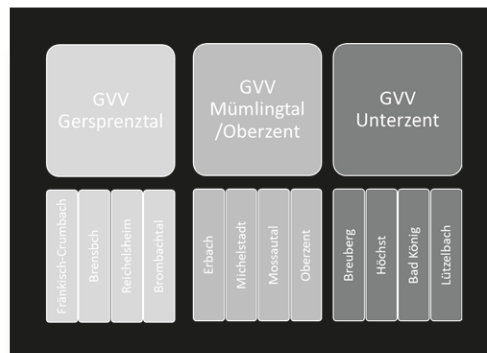 GVV
Gersprenztal
GVV
Mümlingtal
/Oberzent
GVV
Unterzent
Fränkisch-Crumbach
Brensbch
Reichelsheim
Brombachtal
Erbach
Michelstadt
Mossautal
Oberzent
Breuberg
Höchst
Bad König
Lützelbach